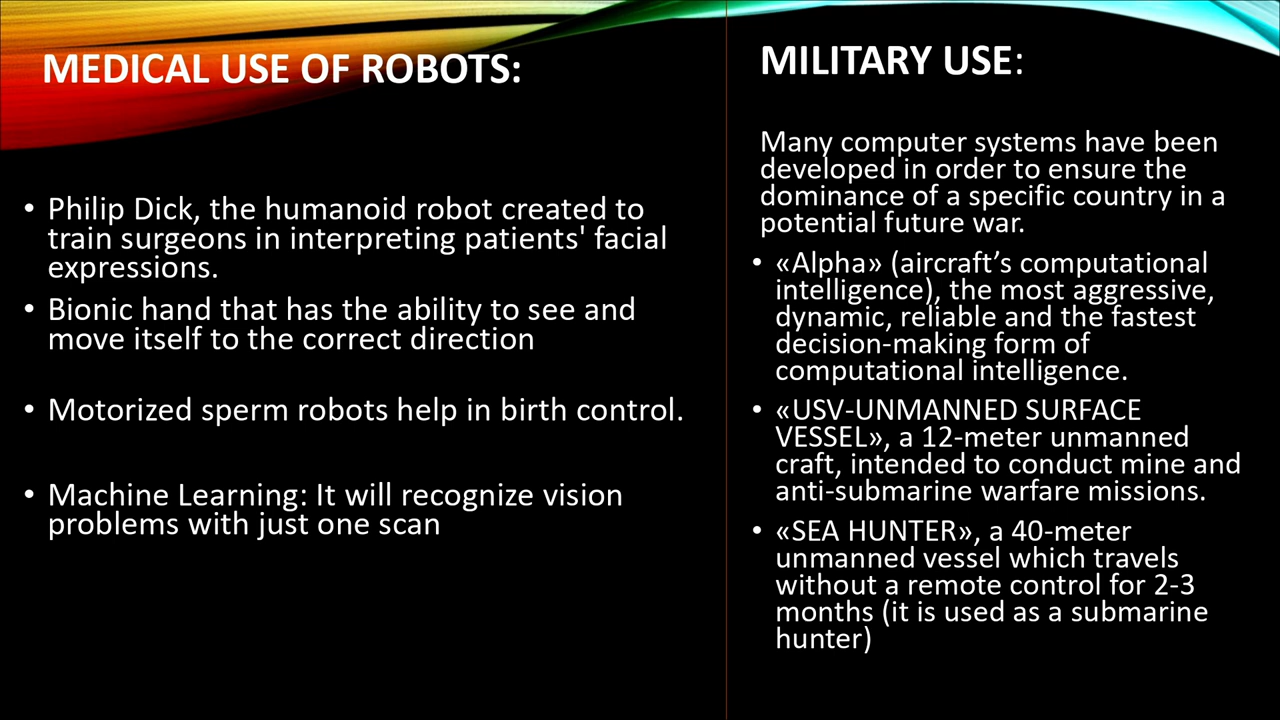 MEDICAL USE OF ROBOTS:
• Philip Dick, the humanoid robot created to
train surgeons in interpreting patients' facial
expressions.
• Bionic hand that has the ability to see and
move itself to the correct direction
• Motorized sperm robots help in birth control.
• Machine Learning: It will recognize vision
problems with just one scan
MILITARY USE:
Many computer systems have been
developed in order to ensure the
dominance of a specific country in a
potential future war.
• «Alpha» (aircraft’s computational
intelligence), the most aggressive,
dynamic, reliable and the fastest
decision-making form of
computational intelligence.
• «USV-UNMANNED SURFACE
VESSEL», a 12-meter unmanned
craft, intended to conduct mine and
anti-submarine warfare missions.
• «SEA HUNTER», a 40-meter
unmanned vessel which travels
without a remote control for 2-3
months (it is used as a submarine
hunter)